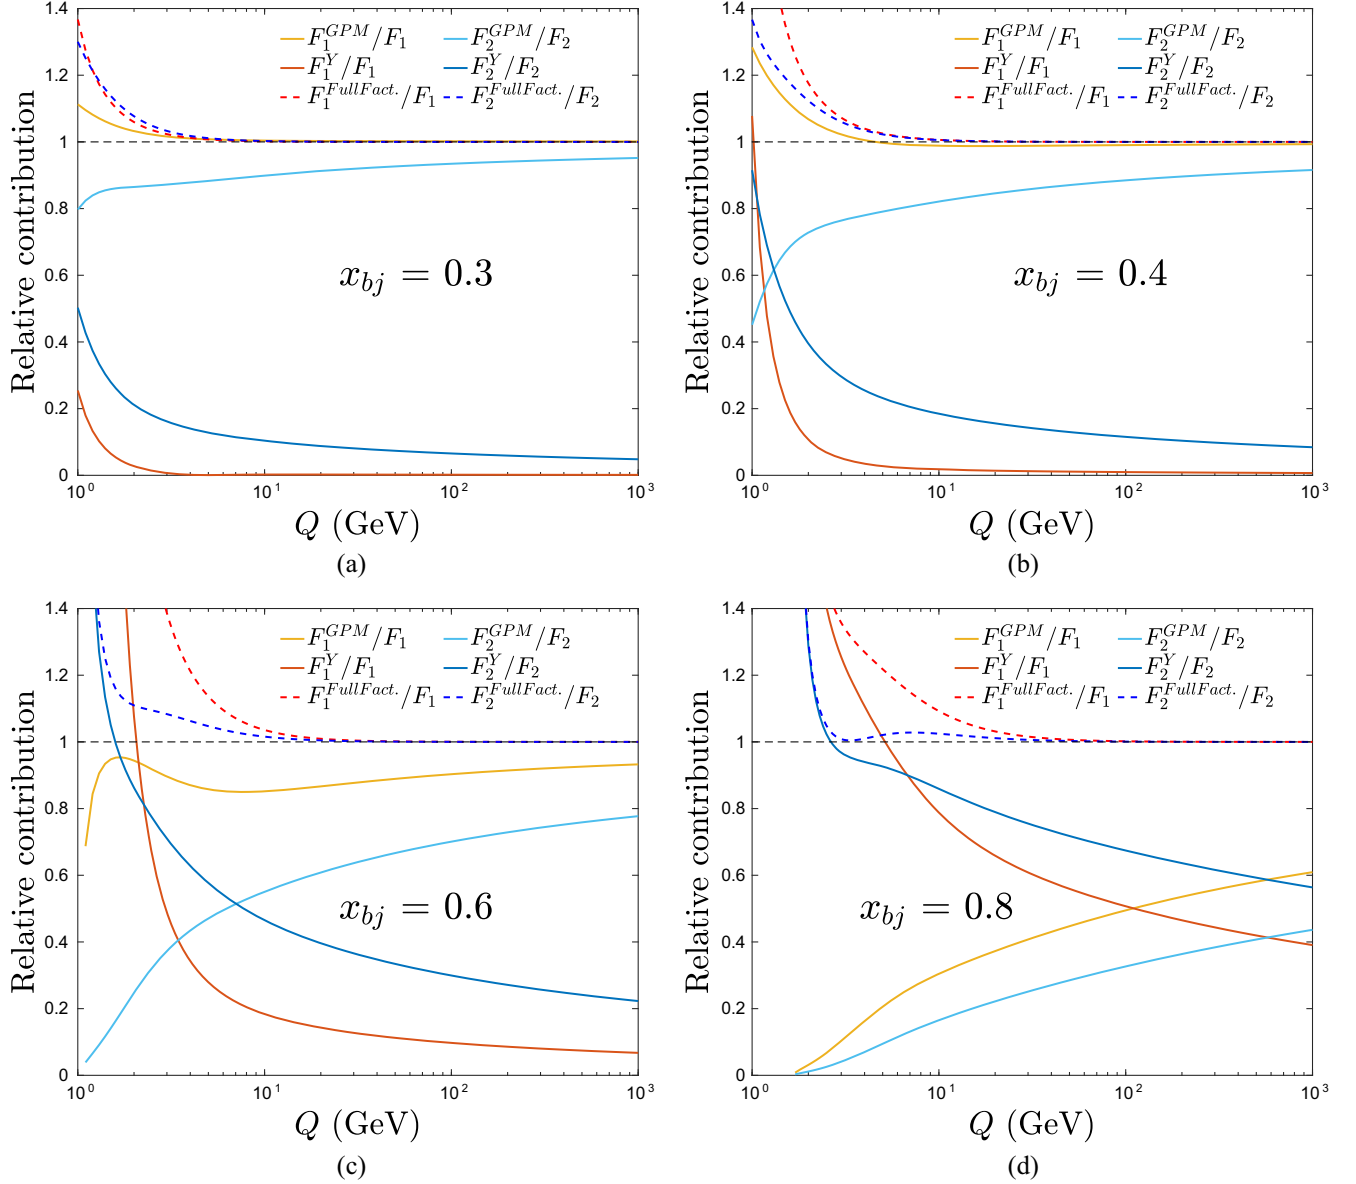 1.4
1.2
1
0.8
0.6
0.4
0.2
0
Relative contribution
F_1^{GPM}/F_1 F_2^{GPM}/F_2
F_1^Y/F_1 F_2^Y/F_2
F_1^{FullFact.}/F_1 F_2^{FullFact.}/F_2
x_{bj} = 0.3
10^0 10^1 10^2 10^3
Q (GeV)
(a)
1.4
1.2
1
0.8
0.6
0.4
0.2
0
Relative contribution
F_1^{GPM}/F_1 F_2^{GPM}/F_2
F_1^Y/F_1 F_2^Y/F_2
F_1^{FullFact.}/F_1 F_2^{FullFact.}/F_2
x_{bj} = 0.4
10^0 10^1 10^2 10^3
Q (GeV)
(b)
1.4
1.2
1
0.8
0.6
0.4
0.2
0
Relative contribution
F_1^{GPM}/F_1 F_2^{GPM}/F_2
F_1^Y/F_1 F_2^Y/F_2
F_1^{FullFact.}/F_1 F_2^{FullFact.}/F_2
x_{bj} = 0.6
10^0 10^1 10^2 10^3
Q (GeV)
(c)
1.4
1.2
1
0.8
0.6
0.4
0.2
0
Relative contribution
F_1^{GPM}/F_1 F_2^{GPM}/F_2
F_1^Y/F_1 F_2^Y/F_2
F_1^{FullFact.}/F_1 F_2^{FullFact.}/F_2
x_{bj} = 0.8
10^0 10^1 10^2 10^3
Q (GeV)
(d)